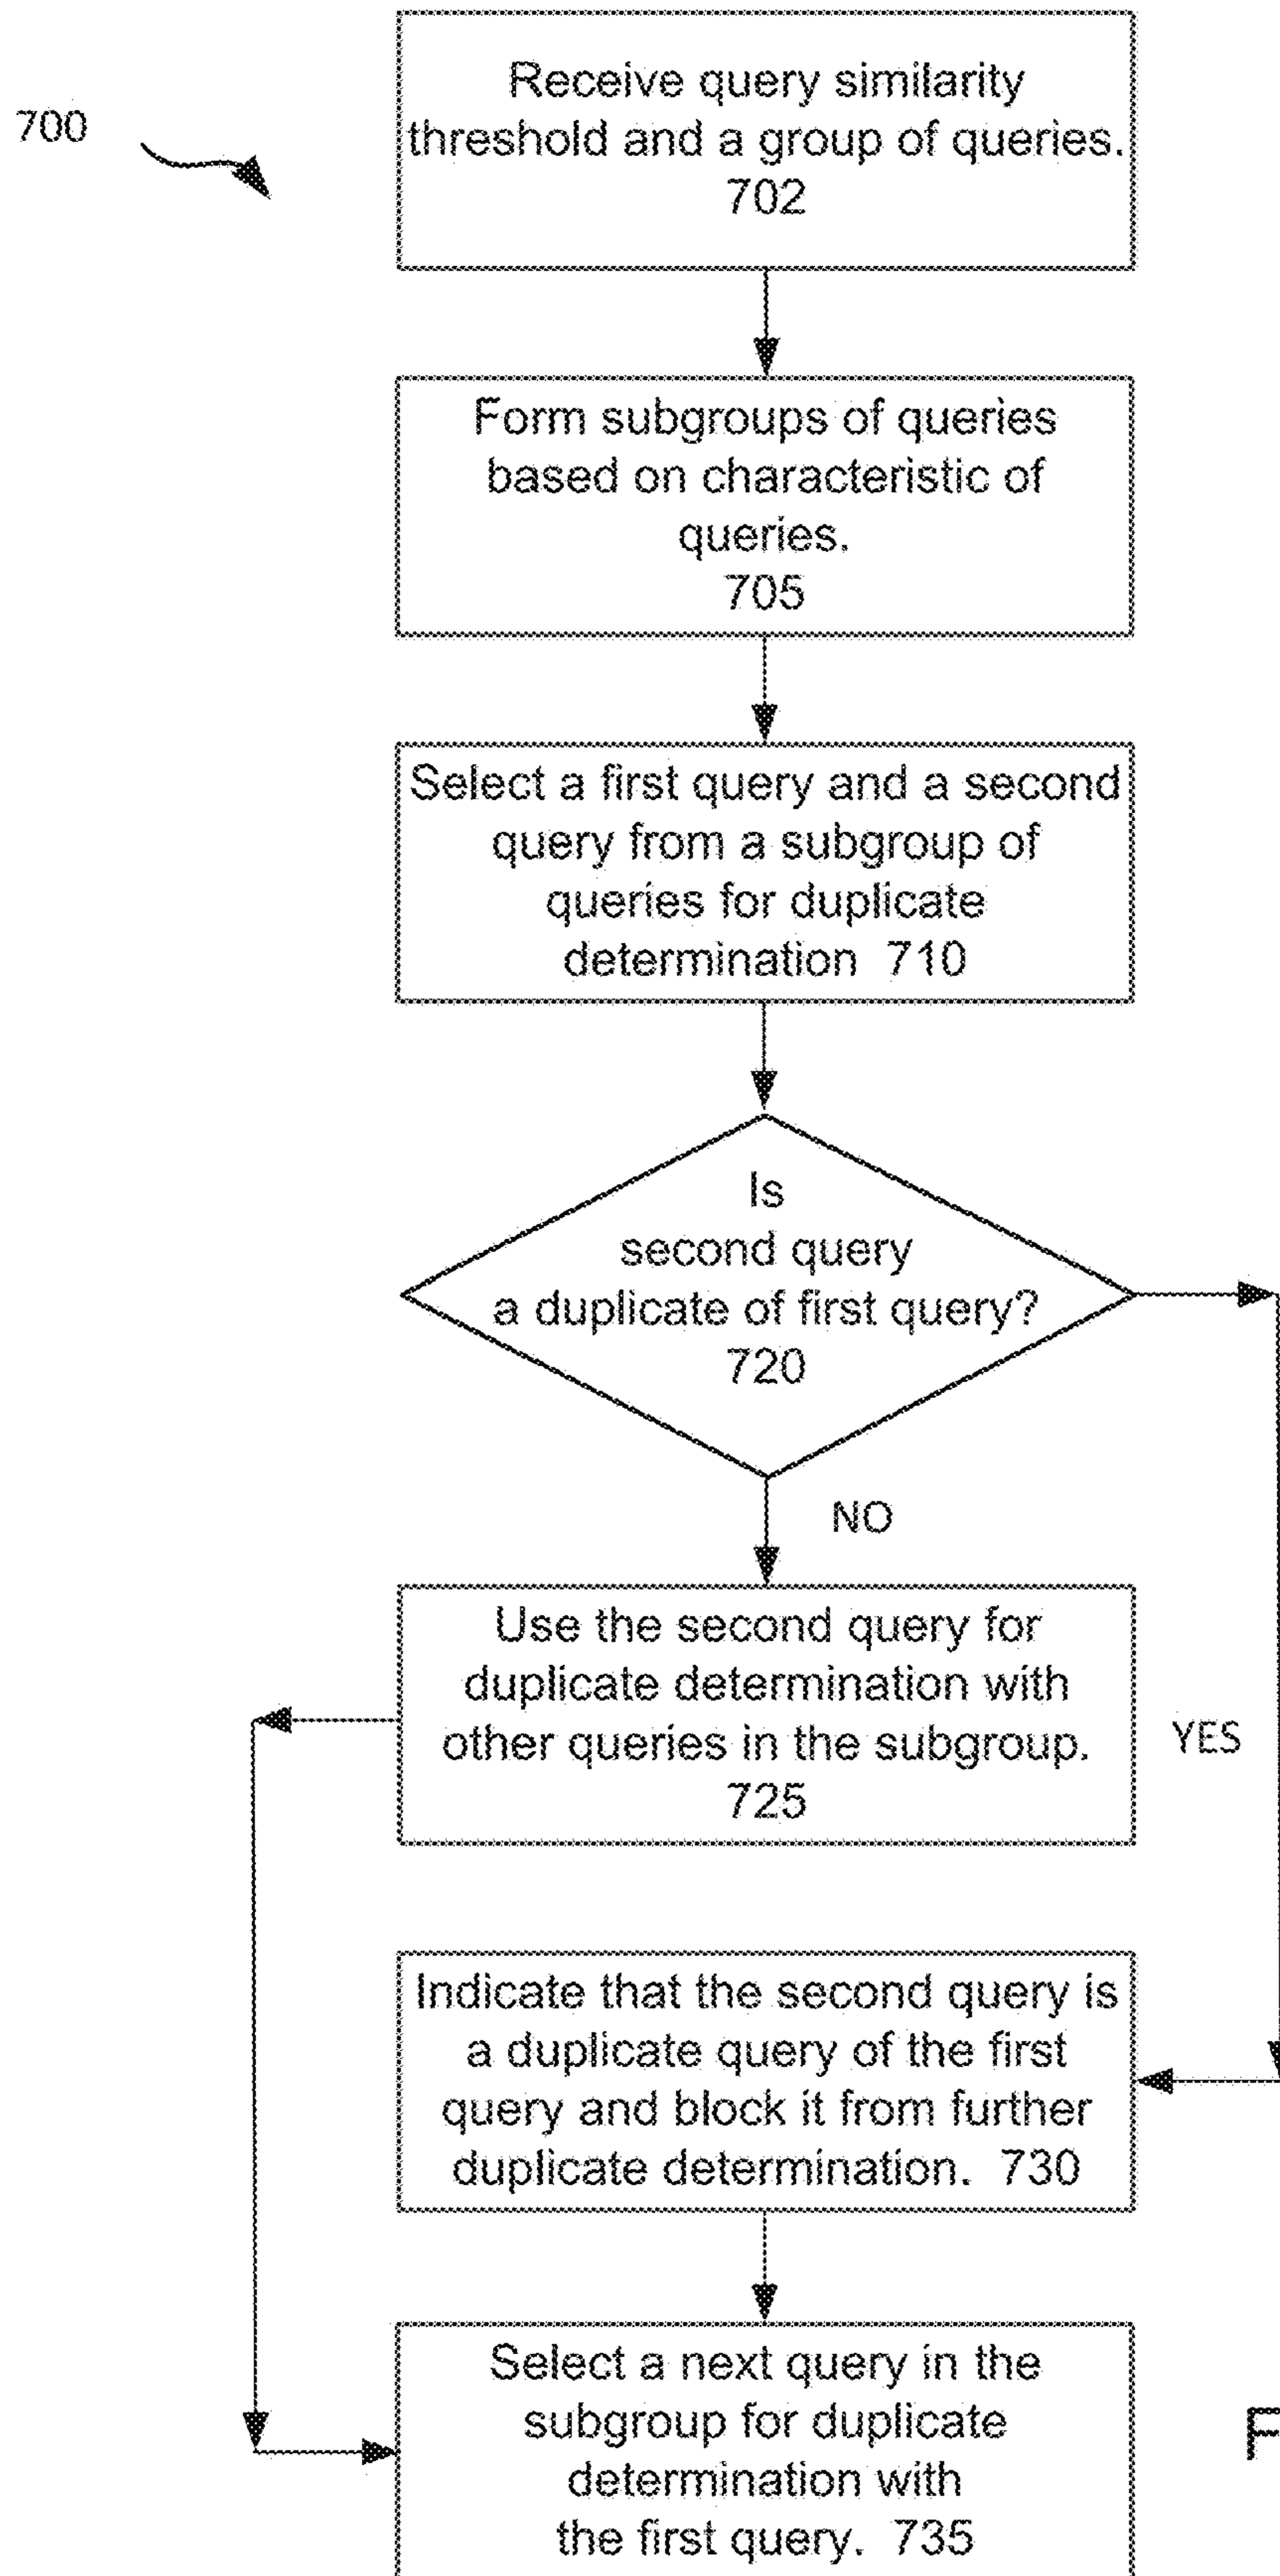 700
Receive query similarity
threshold and a group of queries.
702
Form subgroups of queries
based on characteristic of
queries.
705
Select a first query and a second
query from a subgroup of
queries for duplicate
determination 710
Is
second query
a duplicate of first query?
720
NO
Use the second query for
duplicate determination with
other queries in the subgroup.
725
YES
Indicate that the second query is
a duplicate query of the first
query and block it from further
duplicate determination. 730
Select a next query in the
subgroup for duplicate
determination with
the first query. 735
F